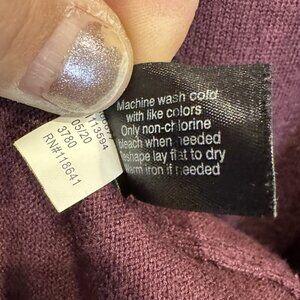 Machine wash cold
with like colors
Only non-chlorine
bleach when needed
Reshape lay flat to dry
Warm iron if needed
113594
05/20
3780
RN#118641